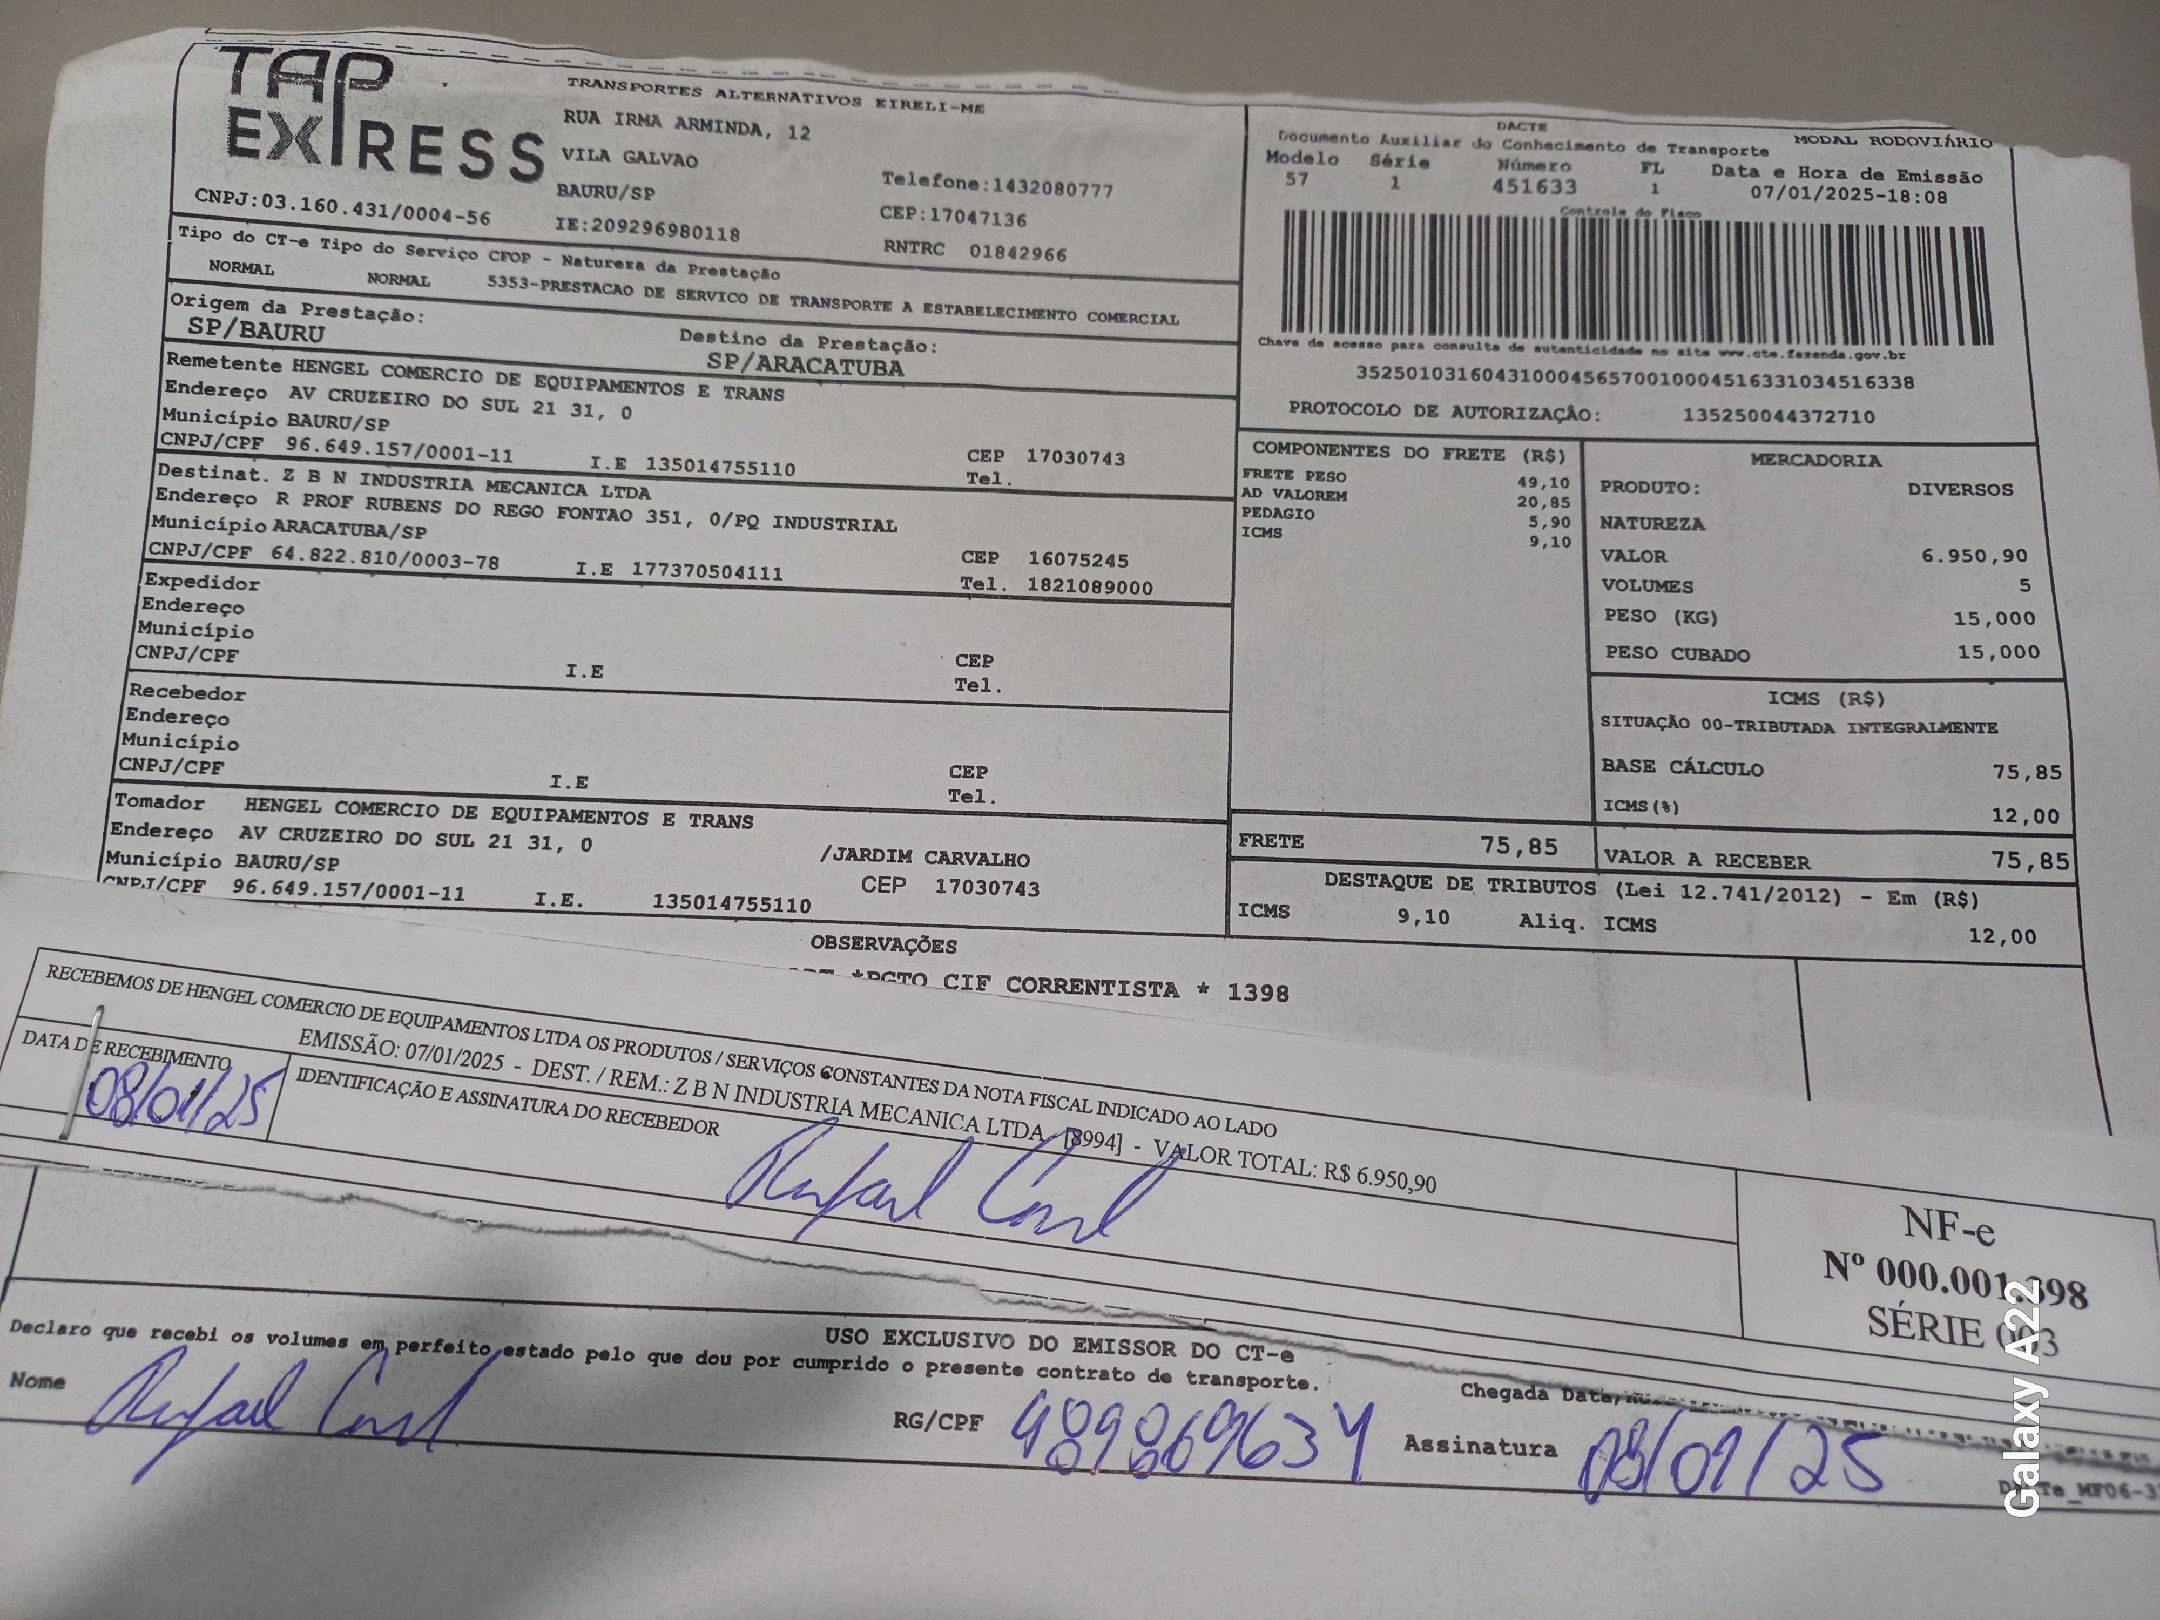 TAP EXPRESS
TRANSPORTES ALTERNATIVOS EIRELI-ME
RUA IRMA ARMINDA, 12
VILA GALVAO
BAURU/SP
Telefone:1432080777
CEP:17047136
CNPJ:03.160.431/0004-56
IE:209296980118
RNTRC 01842966
DACTE
MODAL RODOVIÁRIO
Documento Auxiliar do Conhecimento de Transporte
Modelo Série Número FL Data e Hora de Emissão
57 1 451633 1 07/01/2025-18:08
Controle do Fisco
Chave de acesso para consulta de autenticidade no site www.cte.fazenda.gov.br
35250103160431000456570010004516331034516338
PROTOCOLO DE AUTORIZAÇÃO: 135250044372710
Tipo do CT-e Tipo do Serviço CFOP - Natureza da Prestação
NORMAL NORMAL 5353-PRESTACAO DE SERVICO DE TRANSPORTE A ESTABELECIMENTO COMERCIAL
Origem da Prestação: Destino da Prestação:
SP/BAURU SP/ARACATUBA
Remetente HENGEL COMERCIO DE EQUIPAMENTOS E TRANS
Endereço AV CRUZEIRO DO SUL 21 31, 0
Município BAURU/SP
CEP 17030743
CNPJ/CPF 96.649.157/0001-11 I.E 135014755110 Tel.
Destinat. Z B N INDUSTRIA MECANICA LTDA
Endereço R PROF RUBENS DO REGO FONTAO 351, 0/PQ INDUSTRIAL
Município ARACATUBA/SP
CEP 16075245
CNPJ/CPF 64.822.810/0003-78 I.E 177370504111 Tel. 1821089000
Expedidor
Endereço
Município
CEP
CNPJ/CPF I.E Tel.
Recebedor
Endereço
Município
CEP
CNPJ/CPF I.E Tel.
Tomador HENGEL COMERCIO DE EQUIPAMENTOS E TRANS
Endereço AV CRUZEIRO DO SUL 21 31, 0 /JARDIM CARVALHO
Município BAURU/SP CEP 17030743
CNPJ/CPF 96.649.157/0001-11 I.E. 135014755110
COMPONENTES DO FRETE (R$)
FRETE PESO 49,10
AD VALOREM 20,85
PEDAGIO 5,90
ICMS 9,10
MERCADORIA
PRODUTO: DIVERSOS
NATUREZA
VALOR 6.950,90
VOLUMES 5
PESO (KG) 15,000
PESO CUBADO 15,000
ICMS (R$)
SITUAÇÃO 00-TRIBUTADA INTEGRALMENTE
BASE CÁLCULO 75,85
ICMS(%) 12,00
FRETE 75,85
VALOR A RECEBER 75,85
DESTAQUE DE TRIBUTOS (Lei 12.741/2012) - Em (R$)
ICMS 9,10 Aliq. ICMS 12,00
OBSERVAÇÕES
*PGTO CIF CORRENTISTA * 1398
RECEBEMOS DE HENGEL COMERCIO DE EQUIPAMENTOS LTDA OS PRODUTOS / SERVIÇOS CONSTANTES DA NOTA FISCAL INDICADO AO LADO
EMISSÃO: 07/01/2025 - DEST. / REM.: Z B N INDUSTRIA MECANICA LTDA - [8994] - VALOR TOTAL: R$ 6.950,90
DATA DE RECEBIMENTO
08/01/25
IDENTIFICAÇÃO E ASSINATURA DO RECEBEDOR
Rafael
NF-e
Nº 000.001.398
SÉRIE 003
USO EXCLUSIVO DO EMISSOR DO CT-e
Declaro que recebi os volumes em perfeito estado pelo que dou por cumprido o presente contrato de transporte.
Chegada Data
Nome Rafael RG/CPF Assinatura 08/01/25
Galaxy A22